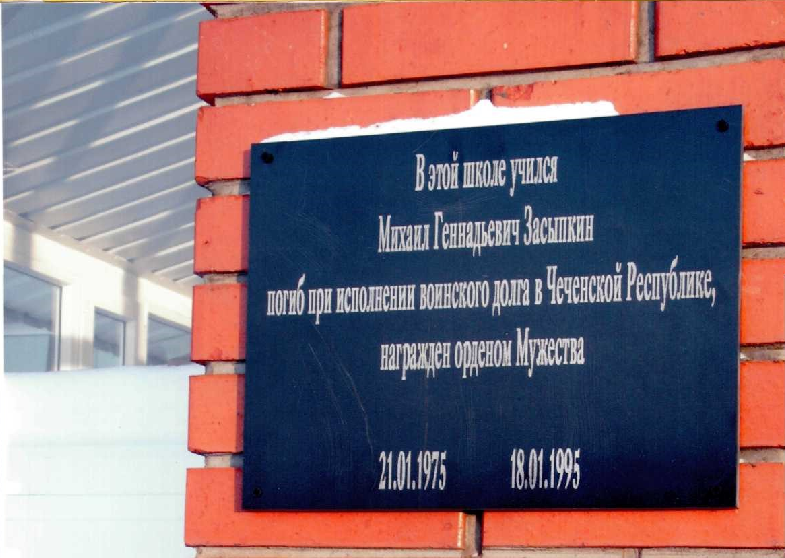 В этой школе учился
Михаил Геннадьевич Засыпкин
погиб при исполнении воинского долга в Чеченской Республике,
награжден орденом Мужества
21.01.1975 18.01.1995